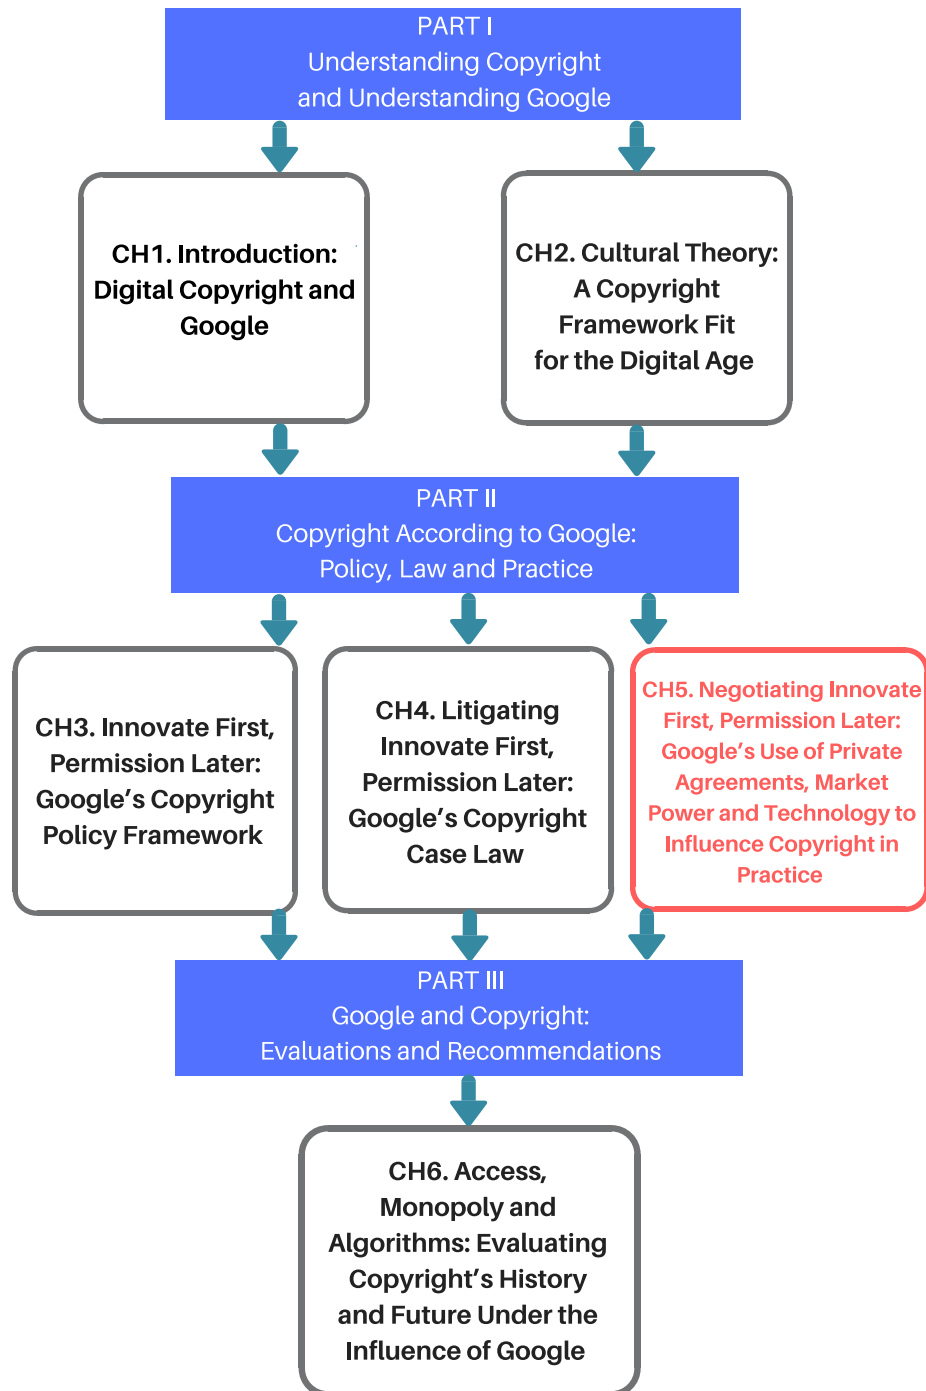 PART I
Understanding Copyright
and Understanding Google
CH1. Introduction:
Digital Copyright and
Google
CH2. Cultural Theory:
A Copyright
Framework Fit
for the Digital Age
PART II
Copyright According to Google:
Policy, Law and Practice
CH3. Innovate First,
Permission Later:
Google's Copyright
Policy Framework
CH4. Litigating
Innovate First,
Permission Later:
Google's Copyright
Case Law
CH5. Negotiating Innovate
First, Permission Later:
Google's Use of Private
Agreements, Market
Power and Technology to
Influence Copyright in
Practice
PART III
Google and Copyright:
Evaluations and Recommendations
CH6. Access,
Monopoly and
Algorithms: Evaluating
Copyright's History
and Future Under the
Influence of Google